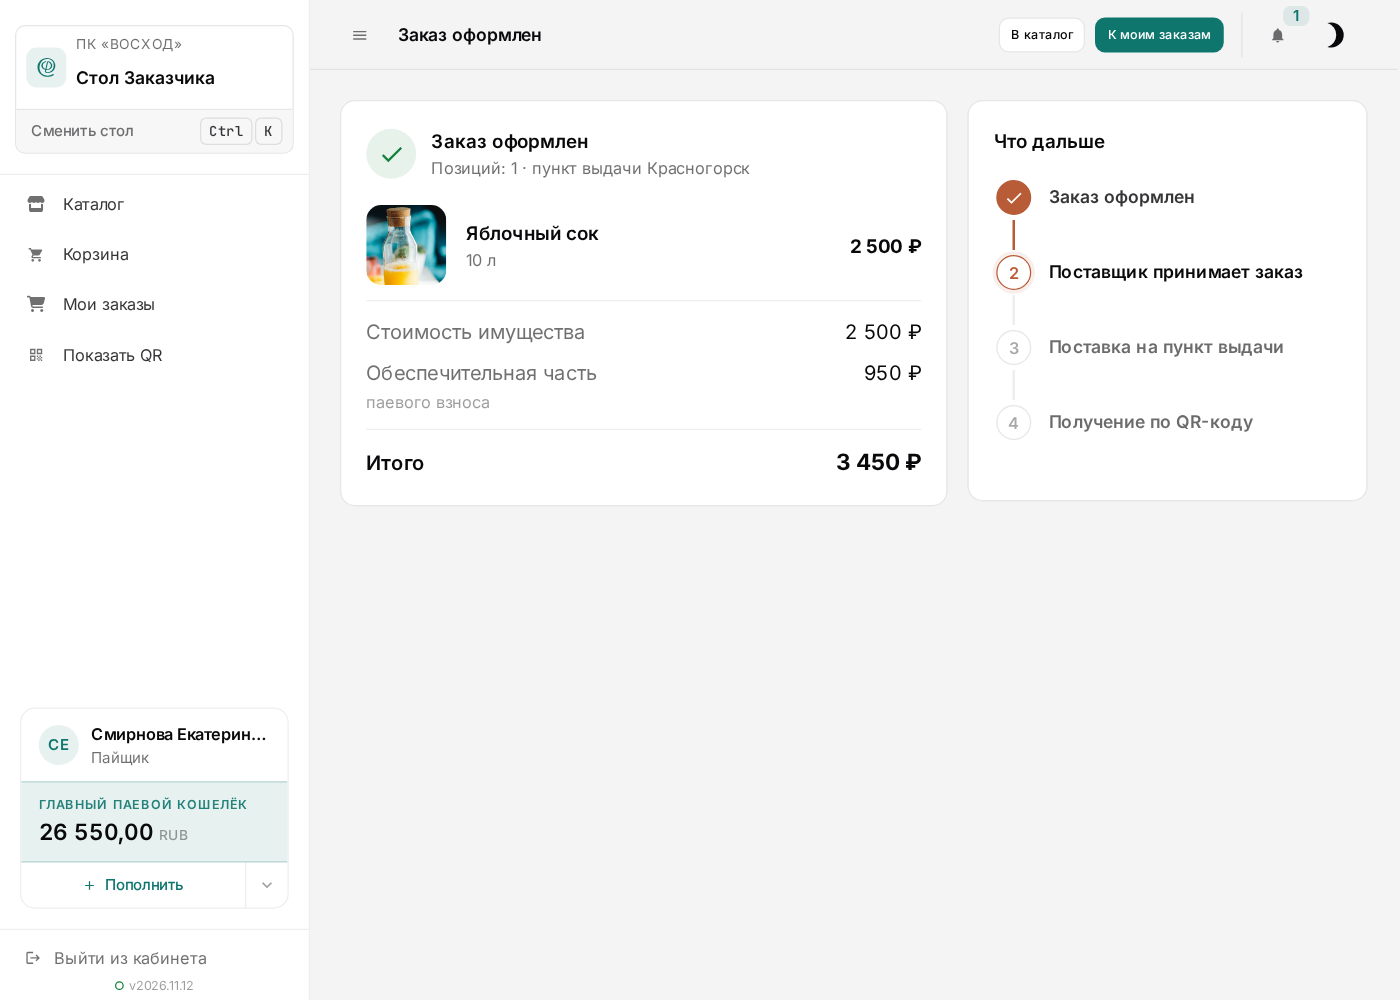 ПК «ВОСХОД»
Стол Заказчика
Сменить стол
Ctrl K
Каталог
Корзина
Мои заказы
Показать QR
СЕ
Смирнова Екатерин...
Пайщик
ГЛАВНЫЙ ПАЕВОЙ КОШЕЛЁК
26 550,00 RUB
+ Пополнить
Выйти из кабинета
v2026.11.12
Заказ оформлен
В каталог
К моим заказам
1
Заказ оформлен
Позиций: 1 · пункт выдачи Красногорск
Яблочный сок
10 л
2 500 ₽
Стоимость имущества 2 500 ₽
Обеспечительная часть 950 ₽
паевого взноса
Итого 3 450 ₽
Что дальше
Заказ оформлен
2 Поставщик принимает заказ
3 Поставка на пункт выдачи
4 Получение по QR-коду